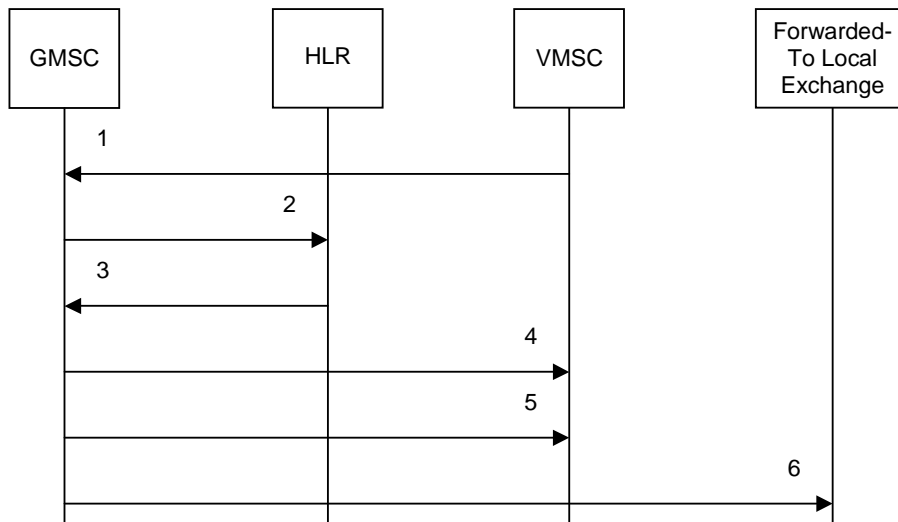 GMSC
HLR
VMSC
Forwarded-
To Local
Exchange
1
2
3
4
5
6